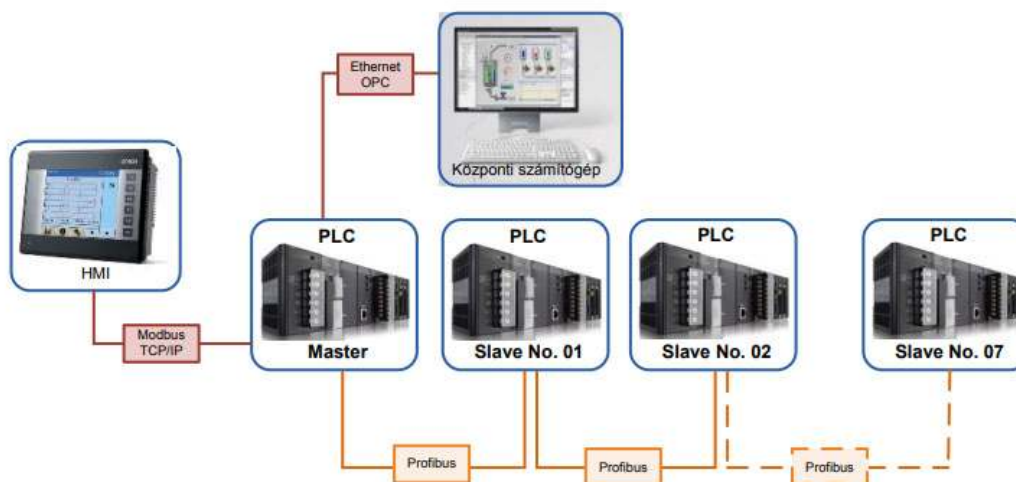 Ethernet
OPC
Központi számítógép
HMI
Modbus
TCP/IP
PLC
Master
PLC
Slave No. 01
PLC
Slave No. 02
PLC
Slave No. 07
Profibus
Profibus
Profibus